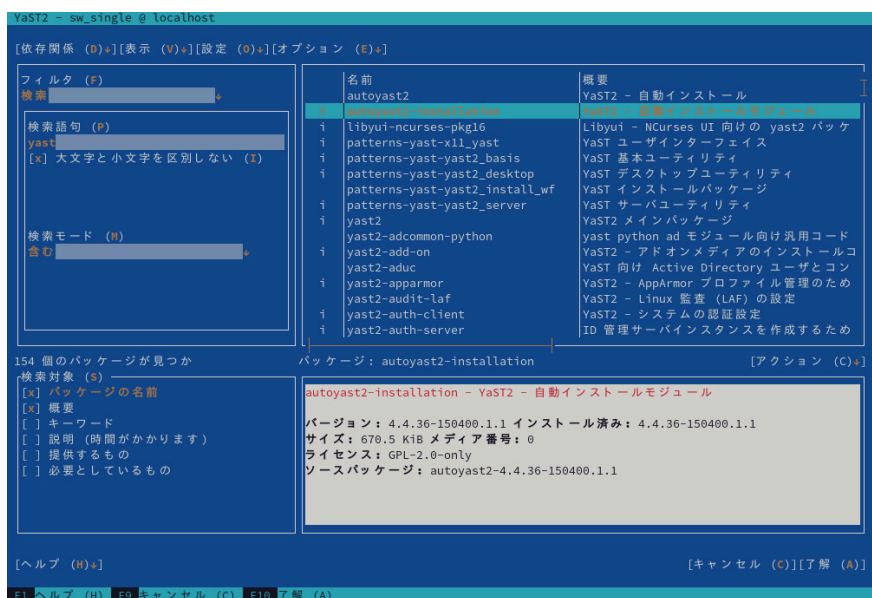 YaST2 - sw_single @ localhost
[依存関係 (D)↓][表示 (V)↓][設定 (O)↓][オプション (E)↓]
フィルタ (F)
検索↓
検索語句 (P)
yast
[x] 大文字と小文字を区別しない (I)
検索モード (M)
含む↓
名前 概要
autoyast2 YaST2 - 自動インストール
i autoyast2-installation YaST2 - 自動インストールモジュール
i libyui-ncurses-pkg16 Libyui - NCurses UI 向けの yast2 パッケ
i patterns-yast-x11_yast YaST ユーザインターフェイス
i patterns-yast-yast2_basis YaST 基本ユーティリティ
i patterns-yast-yast2_desktop YaST デスクトップユーティリティ
patterns-yast-yast2_install_wf YaST インストールパッケージ
i patterns-yast-yast2_server YaST サーバユーティリティ
i yast2 YaST2 メインパッケージ
yast2-adcommon-python yast python ad モジュール向け汎用コード
i yast2-add-on YaST2 - アドオンメディアのインストールコ
yast2-aduc YaST 向け Active Directory ユーザとコン
i yast2-apparmor YaST2 - AppArmor プロファイル管理のため
yast2-audit-laf YaST2 - Linux 監査 (LAF) の設定
i yast2-auth-client YaST2 - システムの認証設定
i yast2-auth-server ID 管理サーバインスタンスを作成するため
154 個のパッケージが見つか
パッケージ: autoyast2-installation [アクション (C)↓]
検索対象 (S)
[x] パッケージの名前
[x] 概要
[ ] キーワード
[ ] 説明 (時間がかかります)
[ ] 提供するもの
[ ] 必要としているもの
autoyast2-installation - YaST2 - 自動インストールモジュール
バージョン: 4.4.36-150400.1.1 インストール済み: 4.4.36-150400.1.1
サイズ: 670.5 KiB メディア番号: 0
ライセンス: GPL-2.0-only
ソースパッケージ: autoyast2-4.4.36-150400.1.1
[ヘルプ (H)↓] [キャンセル (C)][了解 (A)]
F1 ヘルプ (H) F9 キャンセル (C) F10 了解 (A)